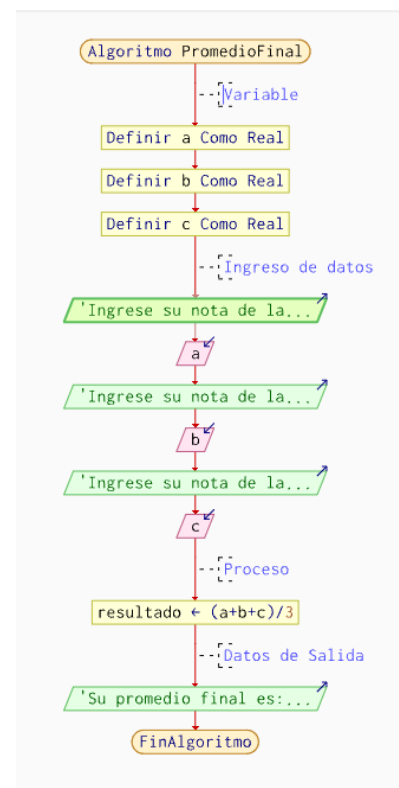 Algoritmo PromedioFinal
Variable
Definir a Como Real
Definir b Como Real
Definir c Como Real
Ingreso de datos
'Ingrese su nota de la...
a
'Ingrese su nota de la...
b
'Ingrese su nota de la...
c
Proceso
resultado ← (a+b+c)/3
Datos de Salida
'Su promedio final es:...
FinAlgoritmo